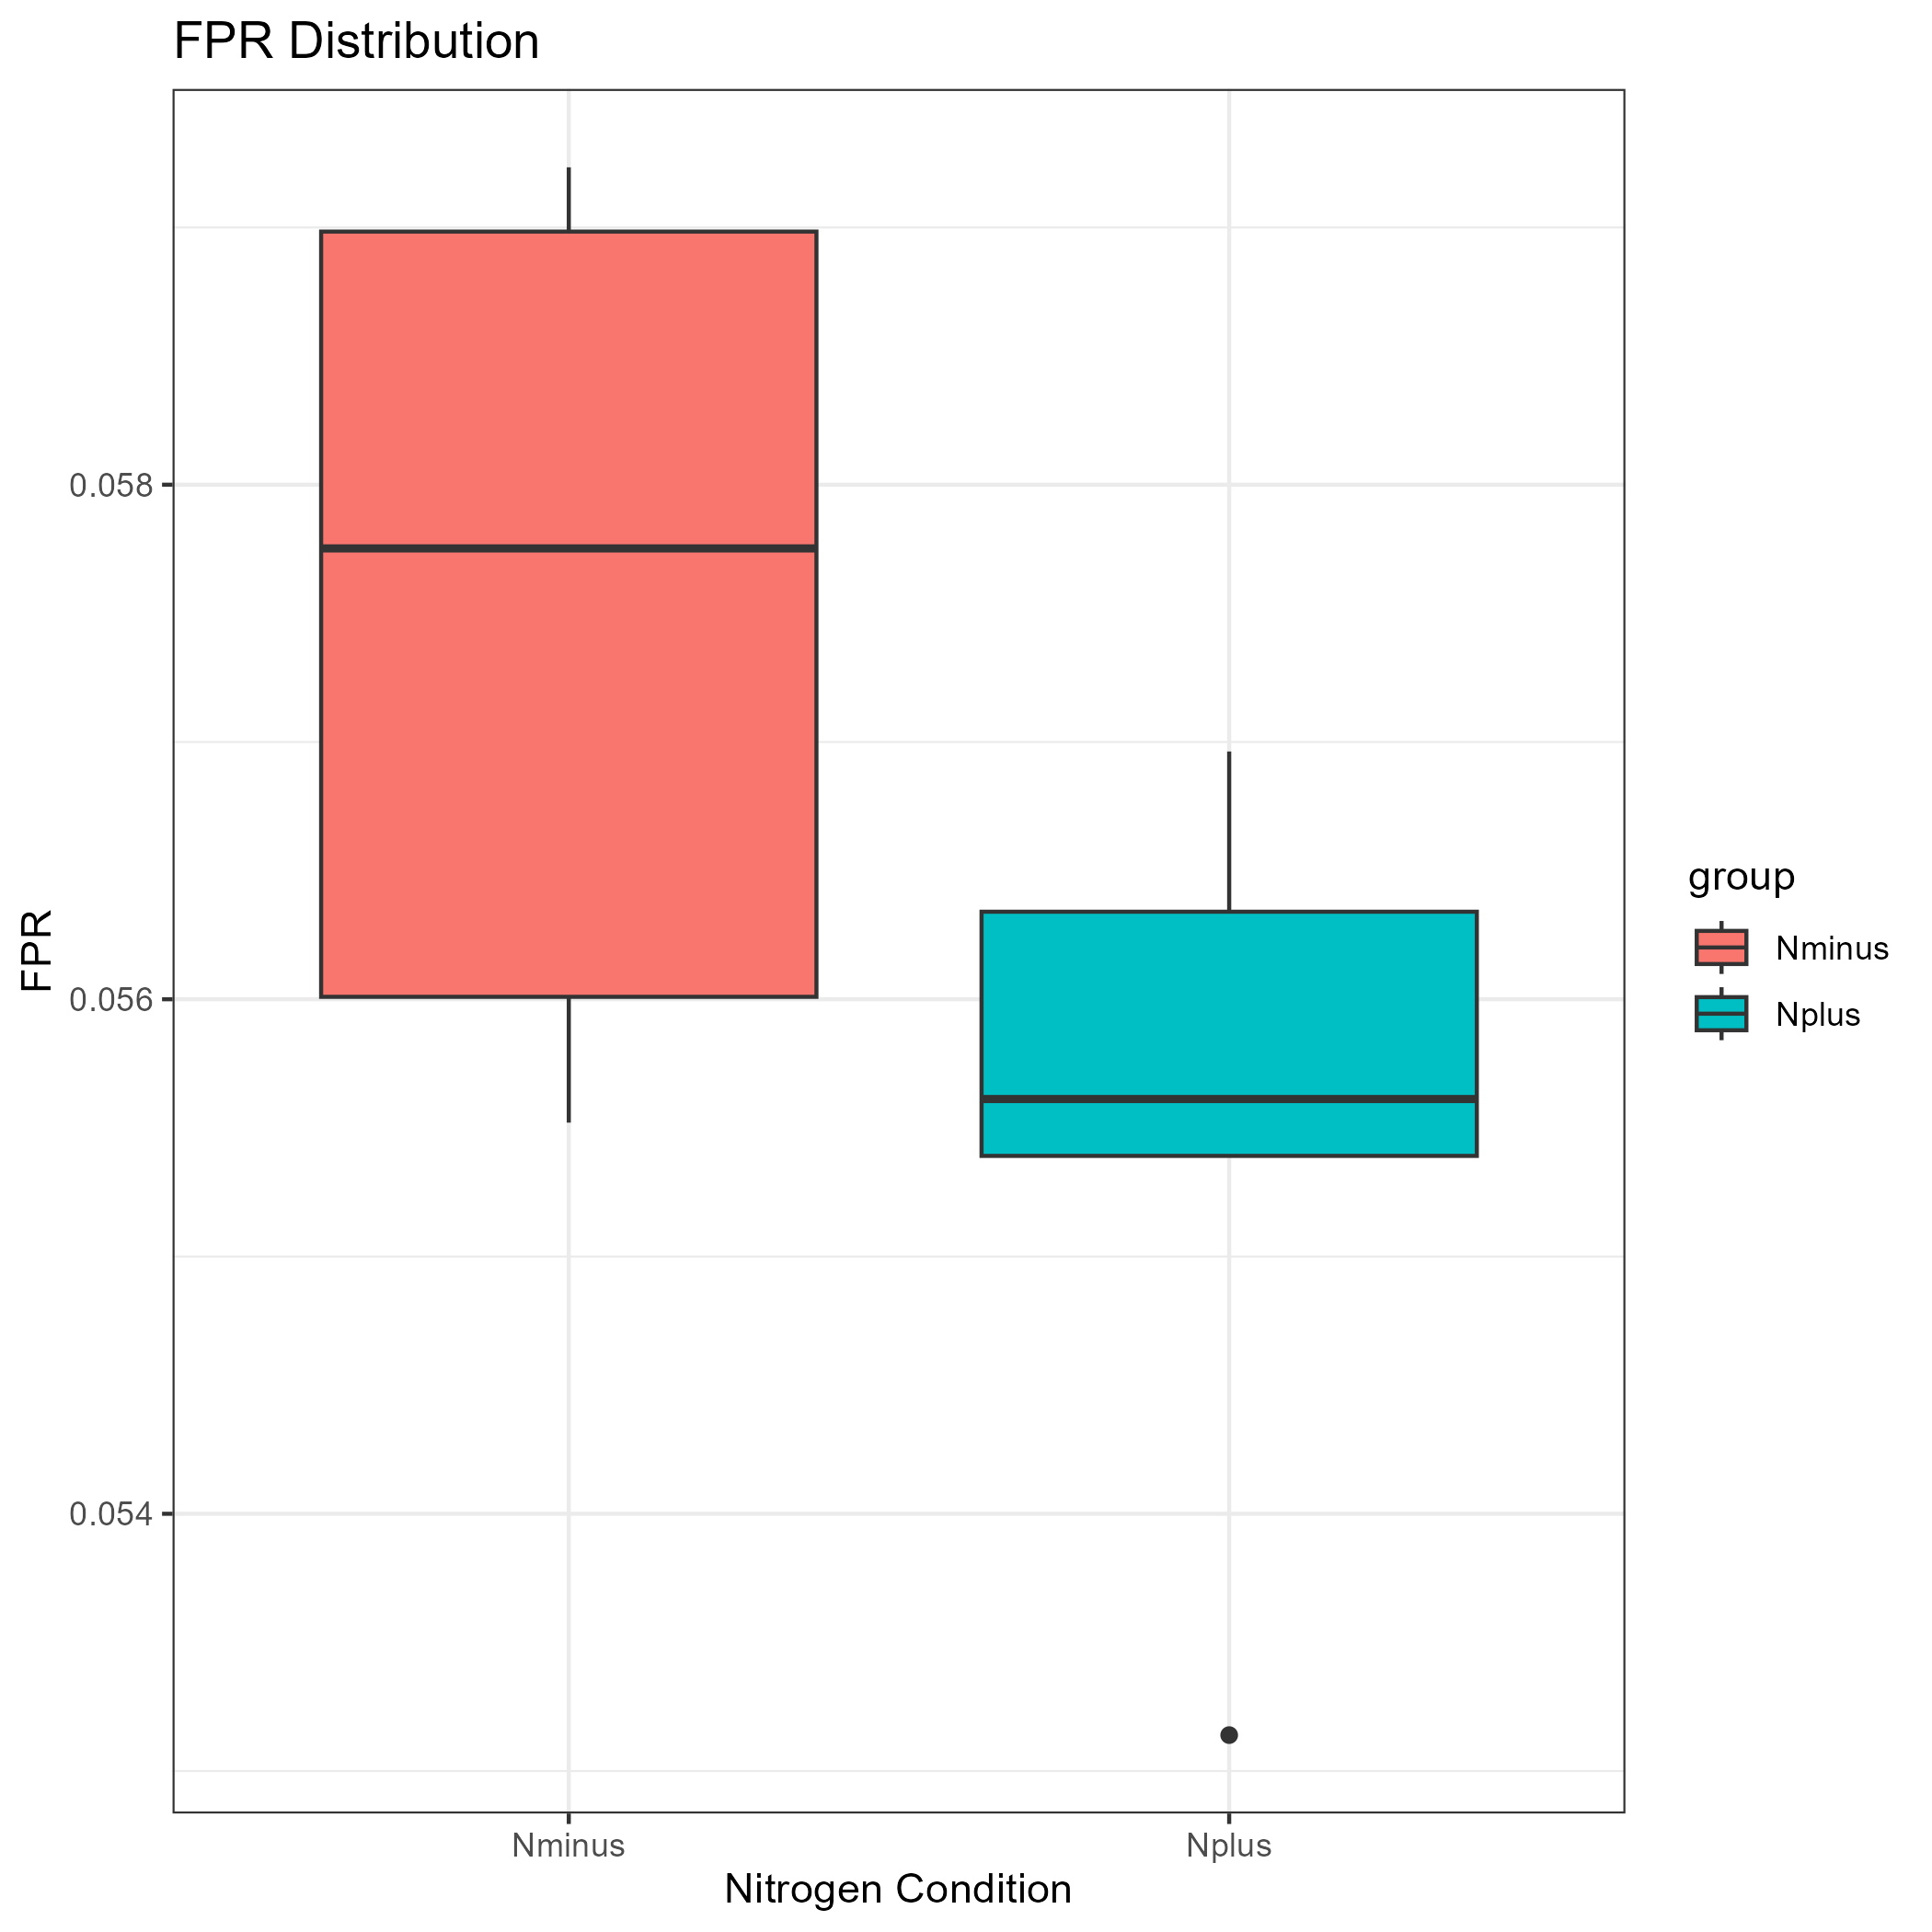 FPR Distribution
FPR
0.058
0.056
0.054
Nminus
Nplus
Nitrogen Condition
group
Nminus
Nplus